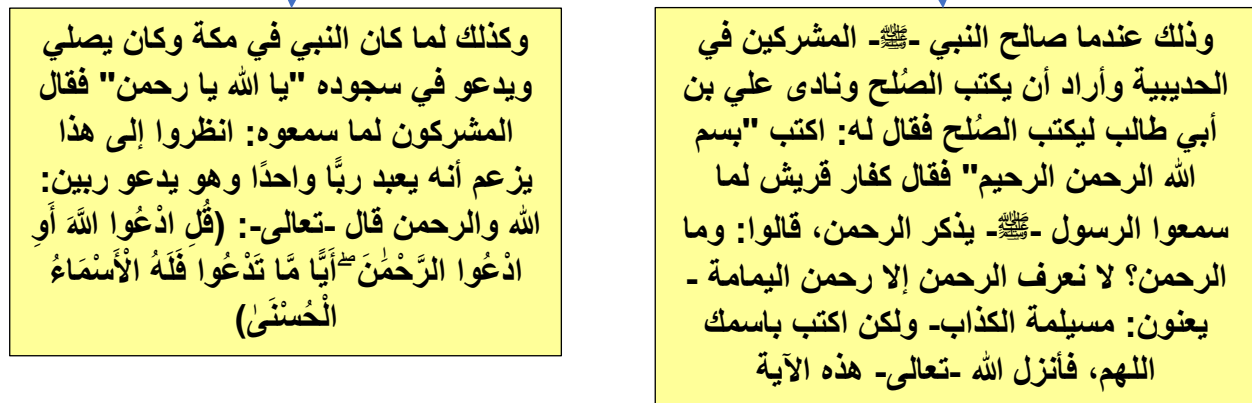 وذلك عندما صالح النبي -ﷺ- المشركين في
الحديبية وأراد أن يكتب الصُلح ونادى علي بن
أبي طالب ليكتب الصُلح فقال له: اكتب "بسم
الله الرحمن الرحيم" فقال كفار قريش لما
سمعوا الرسول -ﷺ- يذكر الرحمن، قالوا: وما
الرحمن؟ لا نعرف الرحمن إلا رحمن اليمامة -
يعنون: مسيلمة الكذاب- ولكن اكتب باسمك
اللهم، فأنزل الله -تعالى- هذه الآية
وكذلك لما كان النبي في مكة وكان يصلي
ويدعو في سجوده "يا الله يا رحمن" فقال
المشركون لما سمعوه: انظروا إلى هذا
يزعم أنه يعبد ربًّا واحدًا وهو يدعو ربين:
الله والرحمن قال -تعالى-: (قُلِ ادْعُوا اللَّهَ أَوِ
ادْعُوا الرَّحْمَٰنَ ۖ أَيًّا مَّا تَدْعُوا فَلَهُ الْأَسْمَاءُ
الْحُسْنَىٰ)